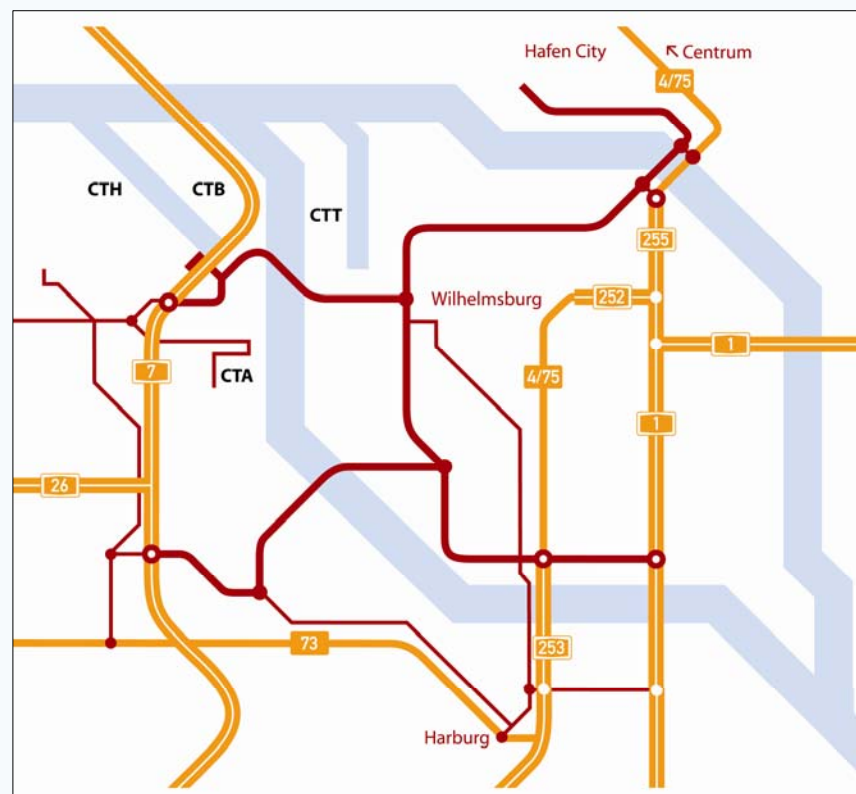 Hafen City
Centrum
4/75
CTH
CTB
CTT
255
Wilhelmsburg
252
1
7
CTA
4/75
1
26
73
253
Harburg